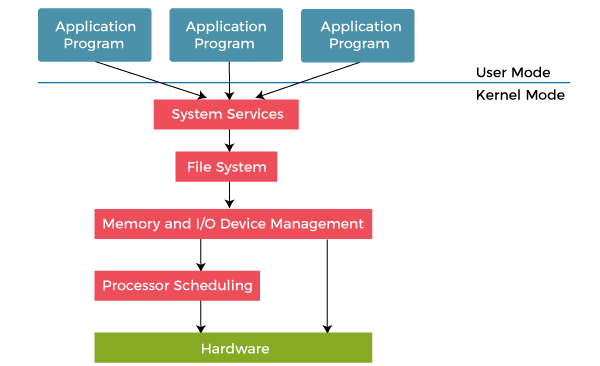 Application
Program
Application
Program
Application
Program
User Mode
Kernel Mode
System Services
File System
Memory and I/O Device Management
Processor Scheduling
Hardware